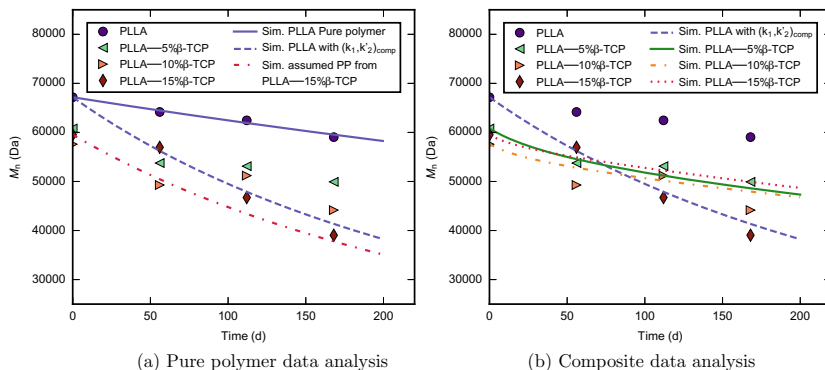 PLLA
PLLA—5%β-TCP
PLLA—10%β-TCP
PLLA—15%β-TCP
Sim. PLLA Pure polymer
Sim. PLLA with (k₁,k'₂)comp
Sim. assumed PP from
PLLA—15%β-TCP
80000
70000
60000
50000
40000
30000
Mn (Da)
0
50
100
150
200
Time (d)
(a) Pure polymer data analysis
PLLA
PLLA—5%β-TCP
PLLA—10%β-TCP
PLLA—15%β-TCP
Sim. PLLA with (k₁,k'₂)comp
Sim. PLLA—5%β-TCP
Sim. PLLA—10%β-TCP
Sim. PLLA—15%β-TCP
80000
70000
60000
50000
40000
30000
Mn (Da)
0
50
100
150
200
Time (d)
(b) Composite data analysis